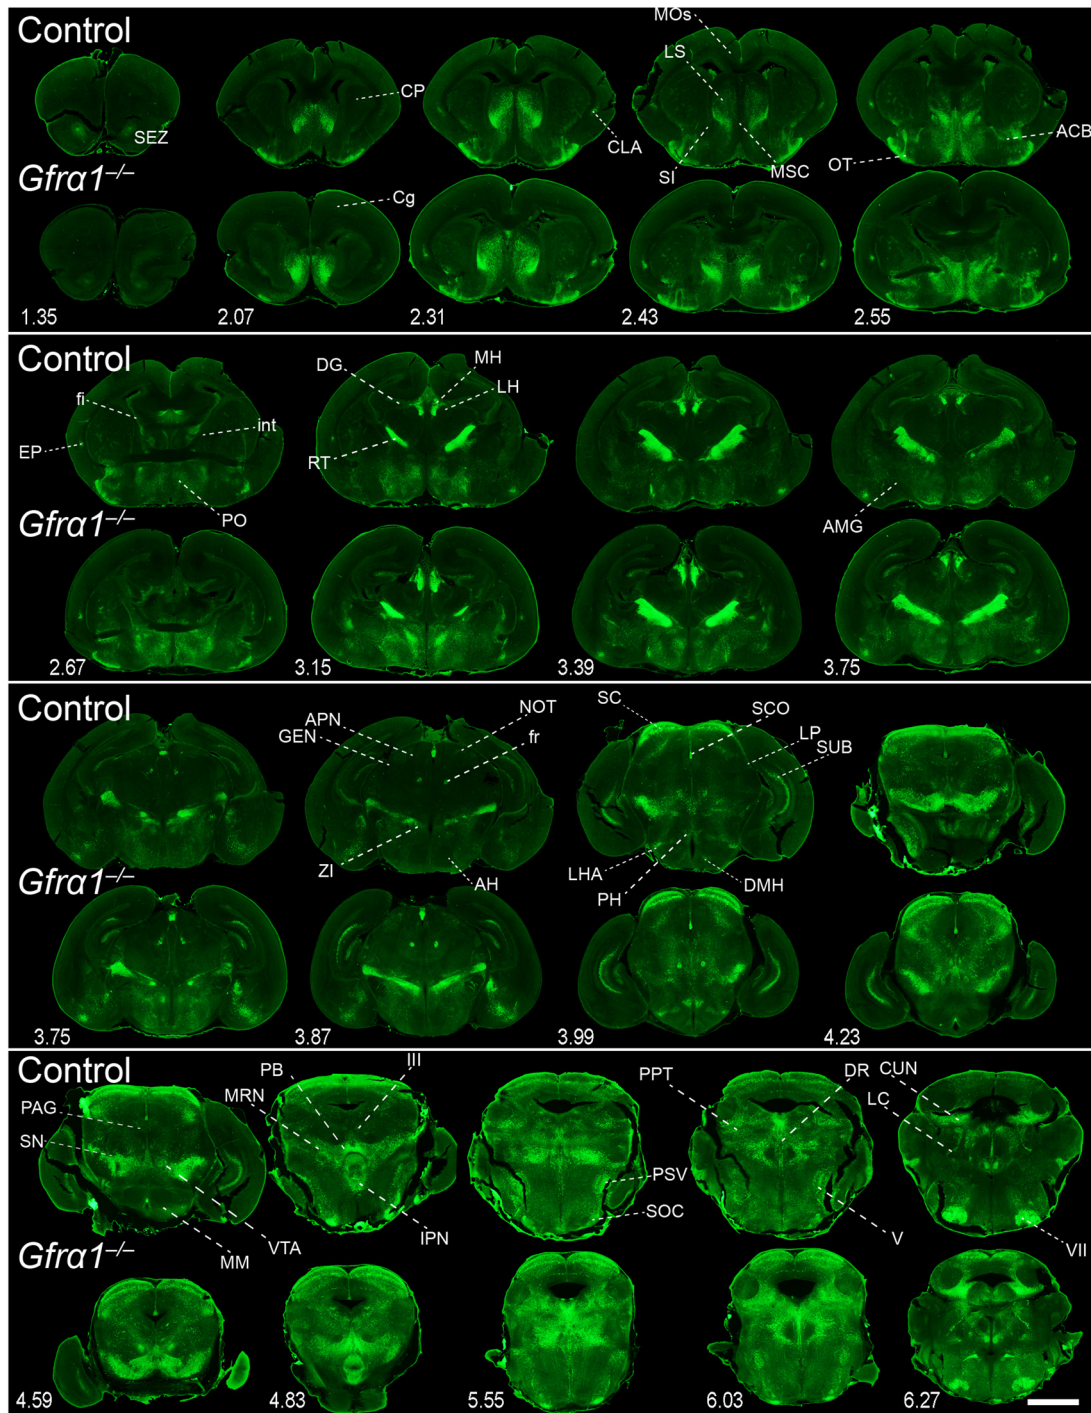 Control
MOs
LS
CP
SEZ
CLA
SI
MSC
OT
ACB
Gfrα1–/–
Cg
1.35
2.07
2.31
2.43
2.55
Control
DG
MH
LH
fi
int
EP
RT
PO
AMG
Gfrα1–/–
2.67
3.15
3.39
3.75
Control
APN
NOT
GEN
fr
SC
SCO
LP
SUB
ZI
AH
LHA
PH
DMH
Gfrα1–/–
3.75
3.87
3.99
4.23
Control
PB
III
PAG
MRN
SN
PPT
DR
CUN
LC
PSV
SOC
IPN
V
VII
VTA
MM
Gfrα1–/–
4.59
4.83
5.55
6.03
6.27